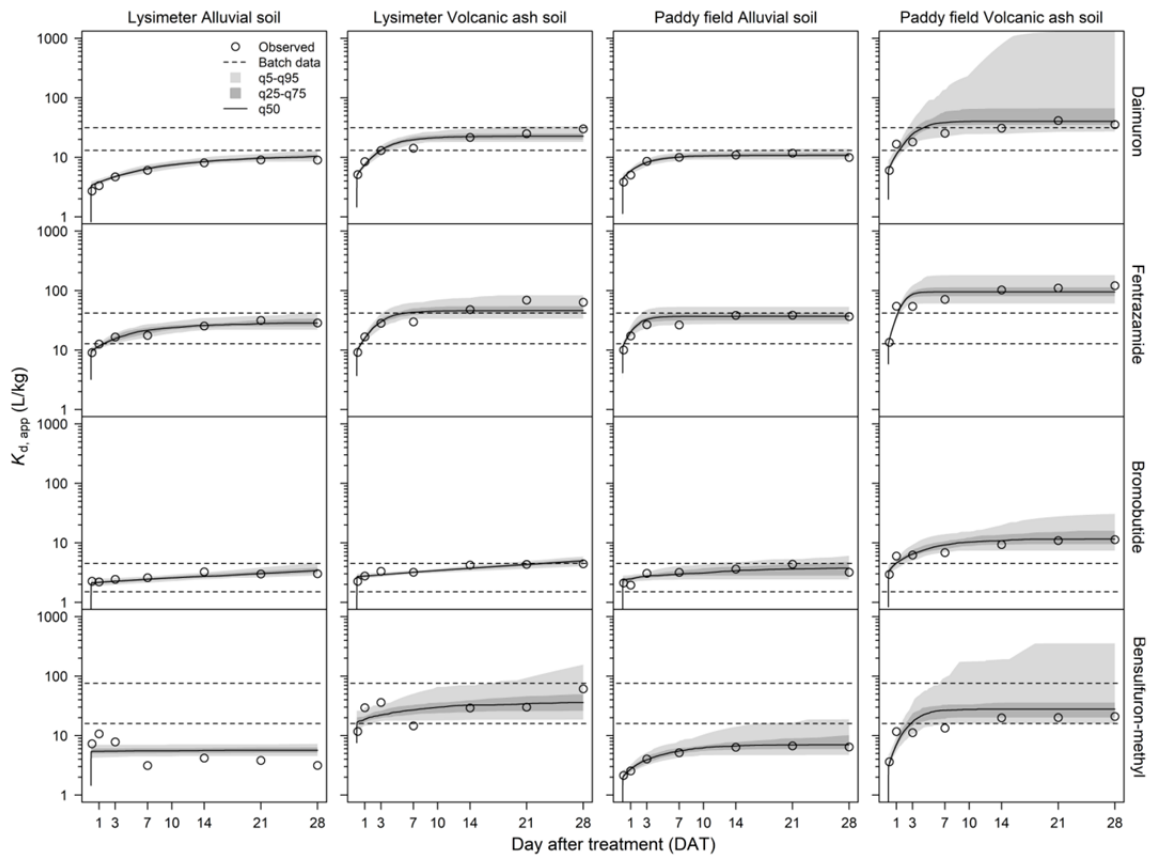 Lysimeter Alluvial soil
Lysimeter Volcanic ash soil
Paddy field Alluvial soil
Paddy field Volcanic ash soil
Observed
Batch data
q5-q95
q25-q75
q50
1000
100
10
1
Daimuron
1000
100
10
1
Fentrazamide
1000
100
10
1
Bromobutide
1000
100
10
1
Bensulfuron-methyl
Kd, app (L/kg)
1 3 7 10 14 21 28
1 3 7 10 14 21 28
1 3 7 10 14 21 28
1 3 7 10 14 21 28
Day after treatment (DAT)